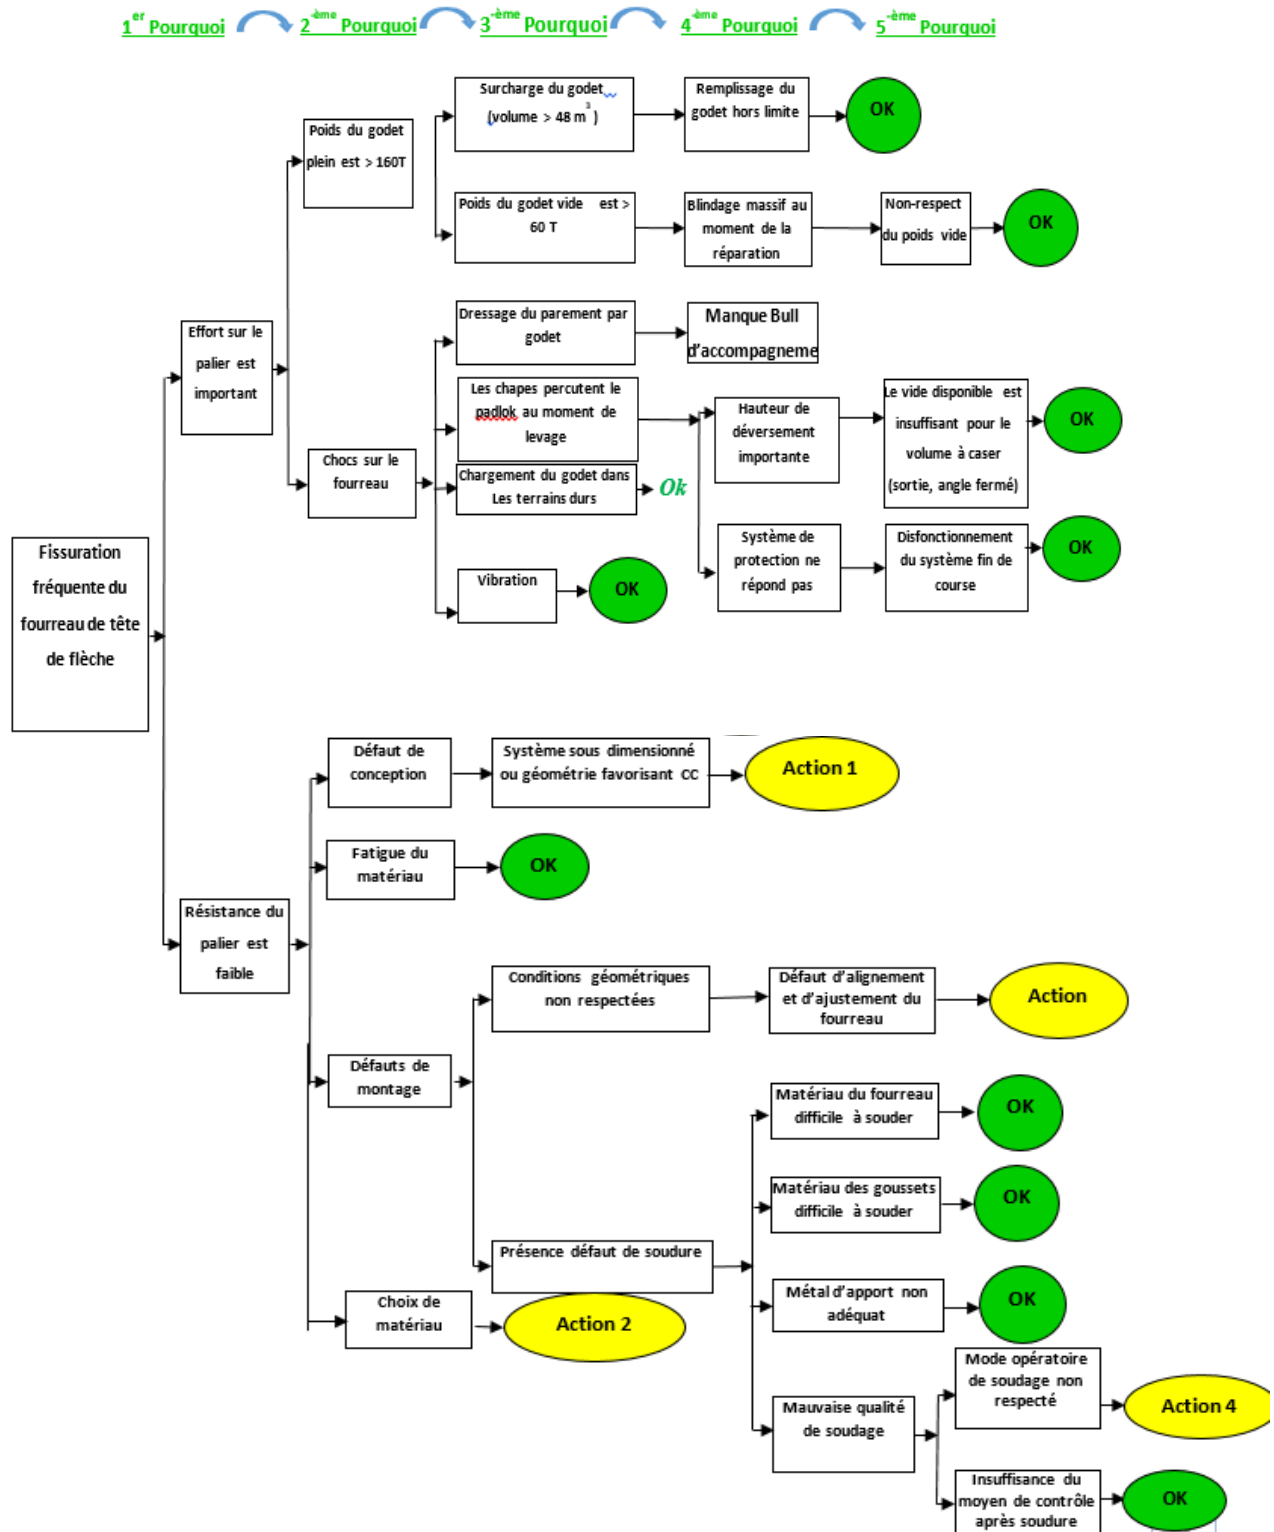 1er Pourquoi
2-ème Pourquoi
3-ème Pourquoi
4-ème Pourquoi
5-ème Pourquoi
Surcharge du godet
(volume > 48 m3 )
Remplissage du
godet hors limite
OK
Poids du godet
plein est > 160T
Poids du godet vide est >
60 T
Blindage massif au
moment de la
réparation
Non-respect
du poids vide
OK
Effort sur le
palier est
important
Dressage du parement par
godet
Manque Bull
d'accompagneme
Les chapes percutent le
padlok au moment de
levage
Hauteur de
déversement
importante
Le vide disponible est
insuffisant pour le
volume à caser
(sortie, angle fermé)
OK
Chocs sur le
fourreau
Chargement du godet dans
Les terrains durs
Ok
Système de
protection ne
répond pas
Disfonctionnement
du système fin de
course
OK
Vibration
OK
Fissuration
fréquente du
fourreau de tête
de flèche
Défaut de
conception
Système sous dimensionné
ou géométrie favorisant CC
Action 1
Fatigue du
matériau
OK
Résistance du
palier est
faible
Conditions géométriques
non respectées
Défaut d'alignement
et d'ajustement du
fourreau
Action
Défauts de
montage
Matériau du fourreau
difficile à souder
OK
Matériau des goussets
difficile à souder
OK
Présence défaut de soudure
Métal d'apport non
adéquat
OK
Choix de
matériau
Action 2
Mauvaise qualité
de soudage
Mode opératoire
de soudage non
respecté
Action 4
Insuffisance du
moyen de contrôle
après soudure
OK